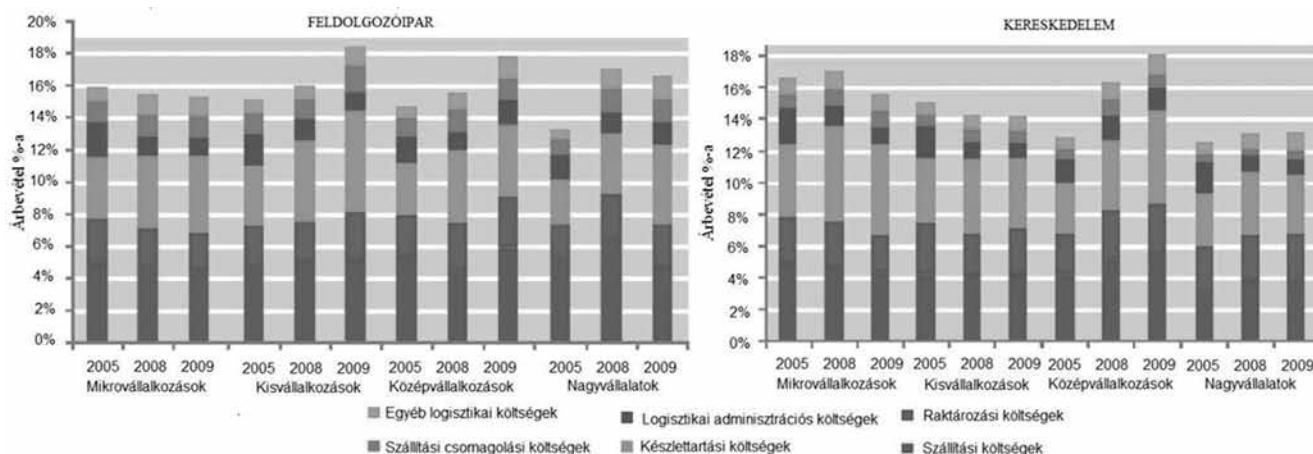 FELDOLGOZÓIPAR
Árbevétel %-a
20%
18%
16%
14%
12%
10%
8%
6%
4%
2%
0%
2005 2008 2009 2005 2008 2009 2005 2008 2009 2005 2008 2009
Mikrovállalkozások Kisvállalkozások Középvállalkozások Nagyvállalatok
KERESKEDELEM
Árbevétel %-a
18%
16%
14%
12%
10%
8%
6%
4%
2%
0%
2005 2008 2009 2005 2008 2009 2005 2008 2009 2005 2008 2009
Mikrovállalkozások Kisvállalkozások Középvállalkozások Nagyvállalatok
Egyéb logisztikai költségek Logisztikai adminisztrációs költségek Raktározási költségek
Szállítási csomagolási költségek Készlettartási költségek Szállítási költségek